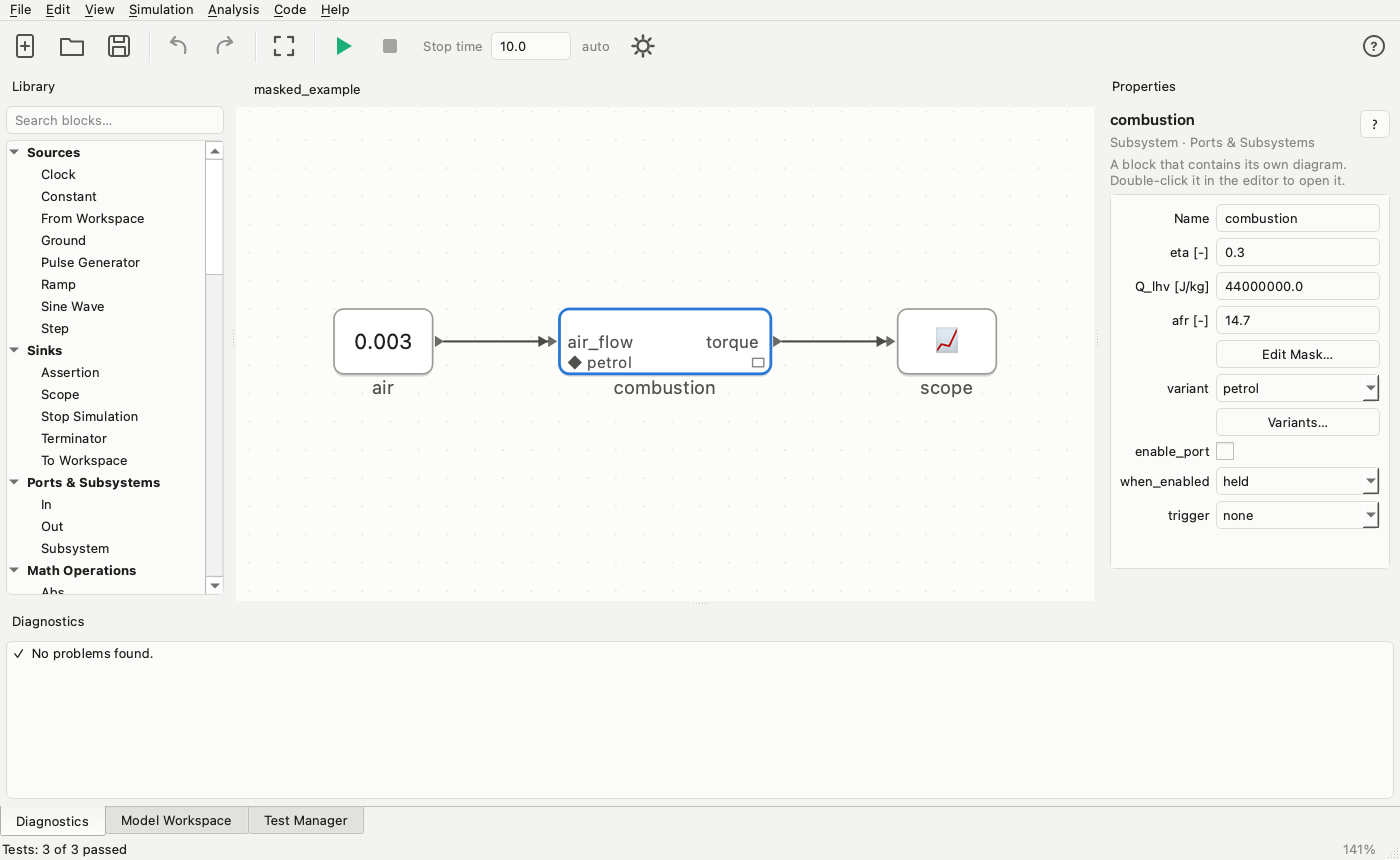 File Edit View Simulation Analysis Code Help
Stop time 10.0 auto
?
Library
Search blocks...
Sources
Clock
Constant
From Workspace
Ground
Pulse Generator
Ramp
Sine Wave
Step
Sinks
Assertion
Scope
Stop Simulation
Terminator
To Workspace
Ports & Subsystems
In
Out
Subsystem
Math Operations
Abs
masked_example
0.003
air
air_flow torque
◆ petrol
combustion
scope
Properties
combustion
?
Subsystem · Ports & Subsystems
A block that contains its own diagram.
Double-click it in the editor to open it.
Name combustion
eta [-] 0.3
Q_lhv [J/kg] 44000000.0
afr [-] 14.7
Edit Mask...
variant petrol
Variants...
enable_port
when_enabled held
trigger none
Diagnostics
✓ No problems found.
Diagnostics Model Workspace Test Manager
Tests: 3 of 3 passed
141%